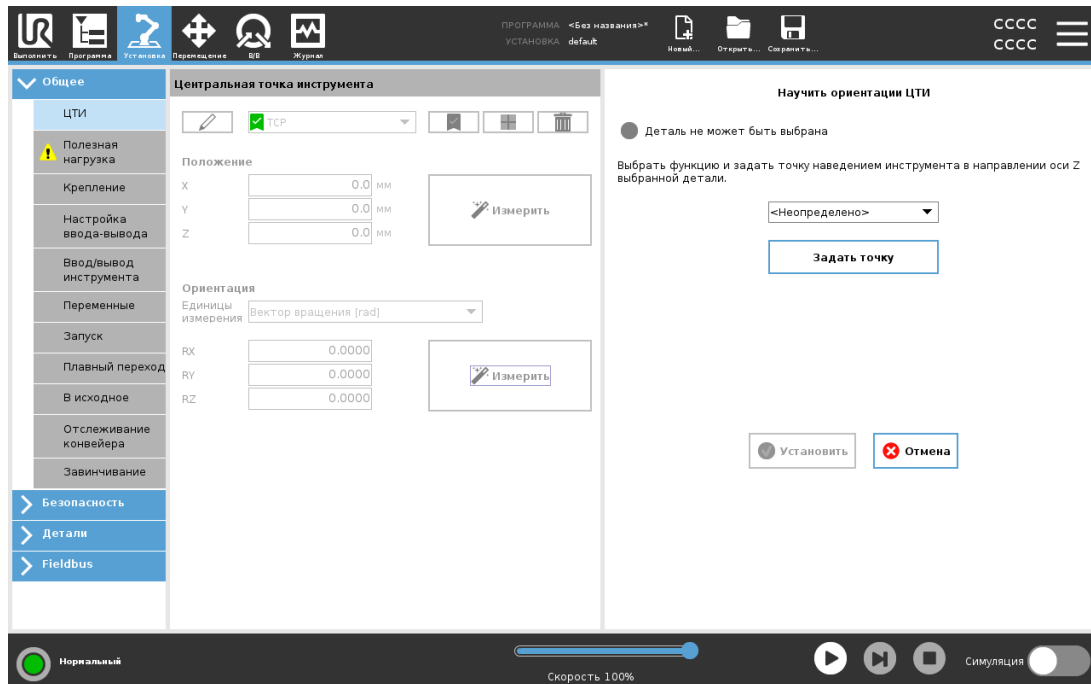 Выполнить
Программа
Установка
Перемещение
В/В
Журнал
ПРОГРАММА <Без названия>*
УСТАНОВКА default
Новый...
Открыть...
Сохранить...
CCCC
CCCC
Общее
ЦТИ
Полезная
нагрузка
Крепление
Настройка
ввода-вывода
Ввод/вывод
инструмента
Переменные
Запуск
Плавный переход
В исходное
Отслеживание
конвейера
Завинчивание
Безопасность
Детали
Fieldbus
Центральная точка инструмента
TCP
Положение
X 0.0 мм
Y 0.0 мм
Z 0.0 мм
Измерить
Ориентация
Единицы
измерения
Вектор вращения [rad]
RX 0.0000
RY 0.0000
RZ 0.0000
Измерить
Научить ориентации ЦТИ
Деталь не может быть выбрана
Выбрать функцию и задать точку наведением инструмента в направлении оси Z
выбранной детали.
<Неопределено>
Задать точку
Установить
Отмена
Нормальный
Скорость 100%
Симуляция